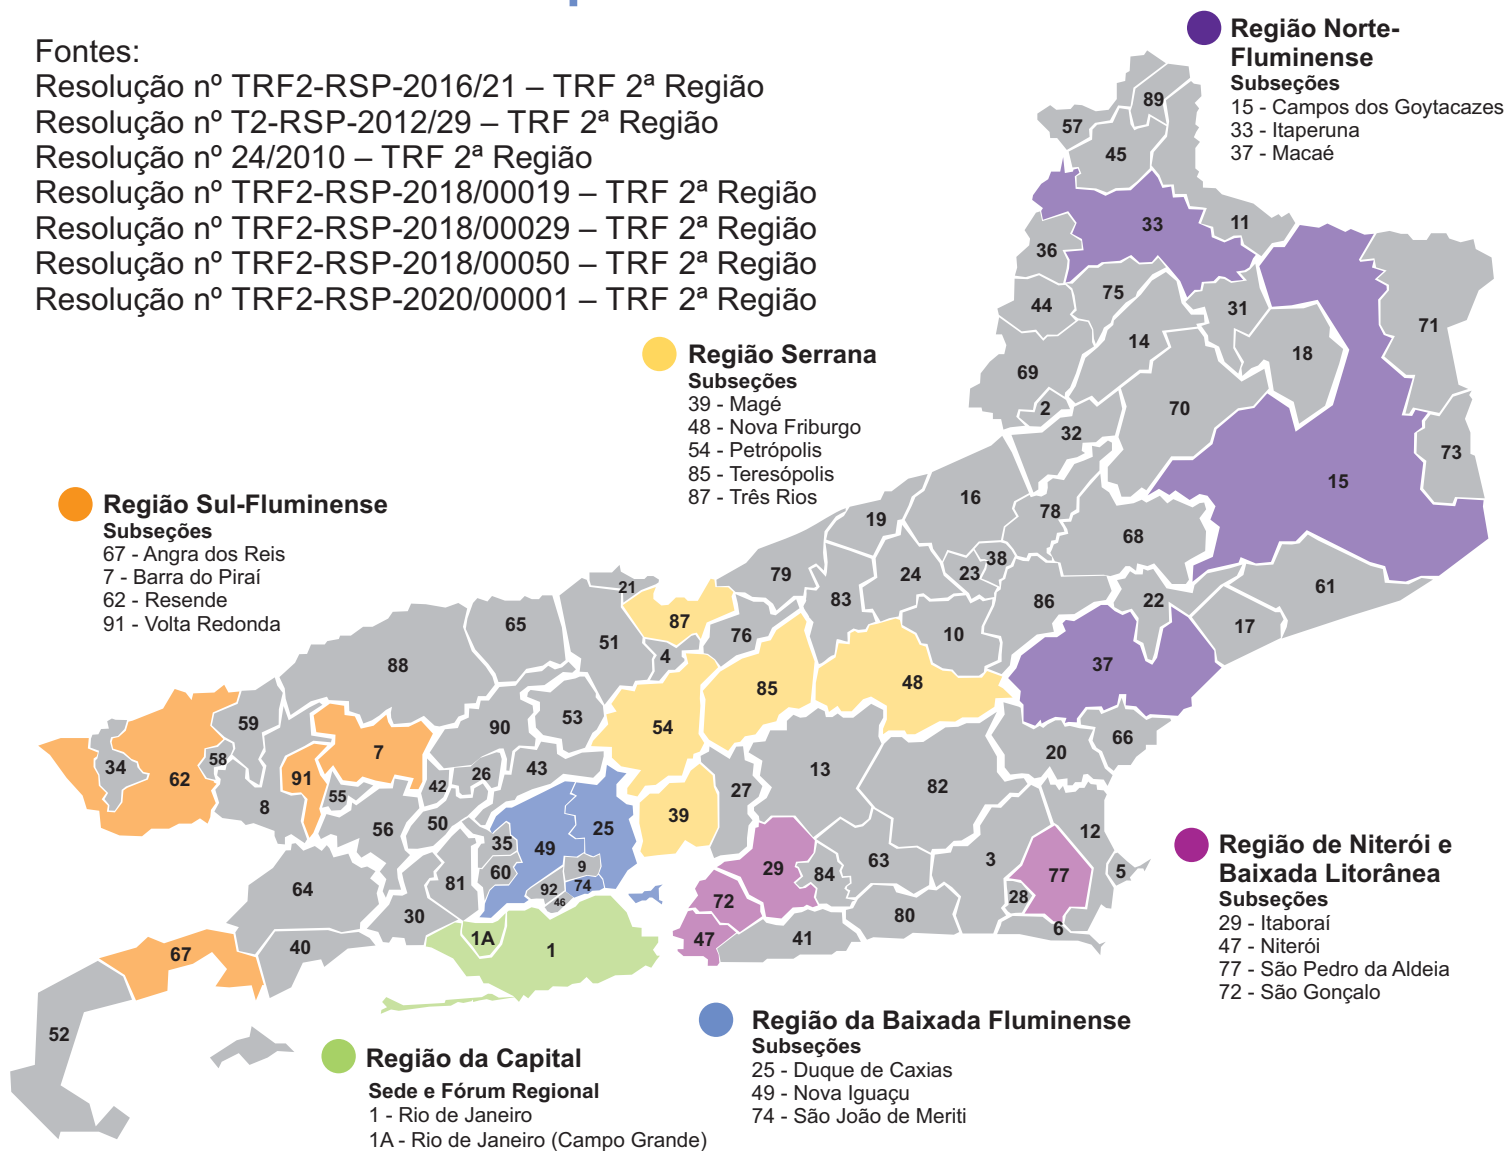 Fontes:
Resolução nº TRF2-RSP-2016/21 – TRF 2ª Região
Resolução nº T2-RSP-2012/29 – TRF 2ª Região
Resolução nº 24/2010 – TRF 2ª Região
Resolução nº TRF2-RSP-2018/00019 – TRF 2ª Região
Resolução nº TRF2-RSP-2018/00029 – TRF 2ª Região
Resolução nº TRF2-RSP-2018/00050 – TRF 2ª Região
Resolução nº TRF2-RSP-2020/00001 – TRF 2ª Região
Região Norte-
Fluminense
Subseções
15 - Campos dos Goytacazes
33 - Itaperuna
37 - Macaé
Região Serrana
Subseções
39 - Magé
48 - Nova Friburgo
54 - Petrópolis
85 - Teresópolis
87 - Três Rios
Região Sul-Fluminense
Subseções
67 - Angra dos Reis
7 - Barra do Piraí
62 - Resende
91 - Volta Redonda
89
57
45
11
33
36
75
44
31
71
14
18
69
2
70
32
73
15
16
19
78
68
38
79
24
23
21
83
86
22
61
87
65
76
51
10
17
4
88
37
85
48
59
53
54
90
66
20
7
58
34
62
91
43
26
13
42
27
82
55
8
39
50
56
25
12
35
49
63
3
9
29
60
84
5
77
81
92
74
64
28
46
72
30
80
6
1A
47
41
40
1
67
52
Região de Niterói e
Baixada Litorânea
Subseções
29 - Itaboraí
47 - Niterói
77 - São Pedro da Aldeia
72 - São Gonçalo
Região da Baixada Fluminense
Subseções
25 - Duque de Caxias
49 - Nova Iguaçu
74 - São João de Meriti
Região da Capital
Sede e Fórum Regional
1 - Rio de Janeiro
1A - Rio de Janeiro (Campo Grande)